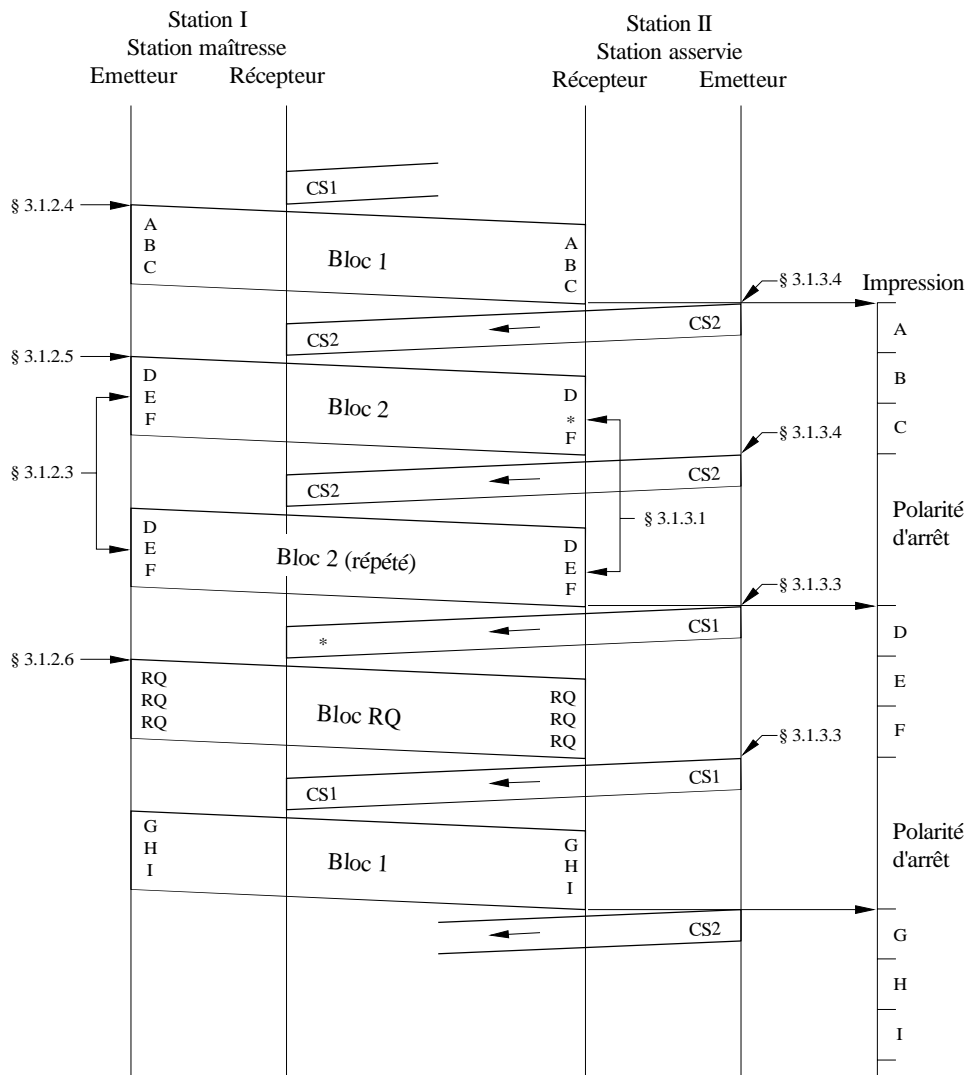 Station I
Station maîtresse
Emetteur Récepteur
Station II
Station asservie
Récepteur Emetteur
CS1
§ 3.1.2.4
A
B
C
Bloc 1
A
B
C
§ 3.1.3.4
Impression
CS2
CS2
A
§ 3.1.2.5
D
E
F
Bloc 2
D
*
F
B
C
§ 3.1.3.4
§ 3.1.2.3
CS2
CS2
§ 3.1.3.1
Polarité
d'arrêt
D
E
F
Bloc 2 (répété)
D
E
F
§ 3.1.3.3
*
CS1
D
§ 3.1.2.6
RQ
RQ
RQ
Bloc RQ
RQ
RQ
RQ
E
F
§ 3.1.3.3
CS1
CS1
G
H
I
Bloc 1
G
H
I
Polarité
d'arrêt
CS2
G
H
I